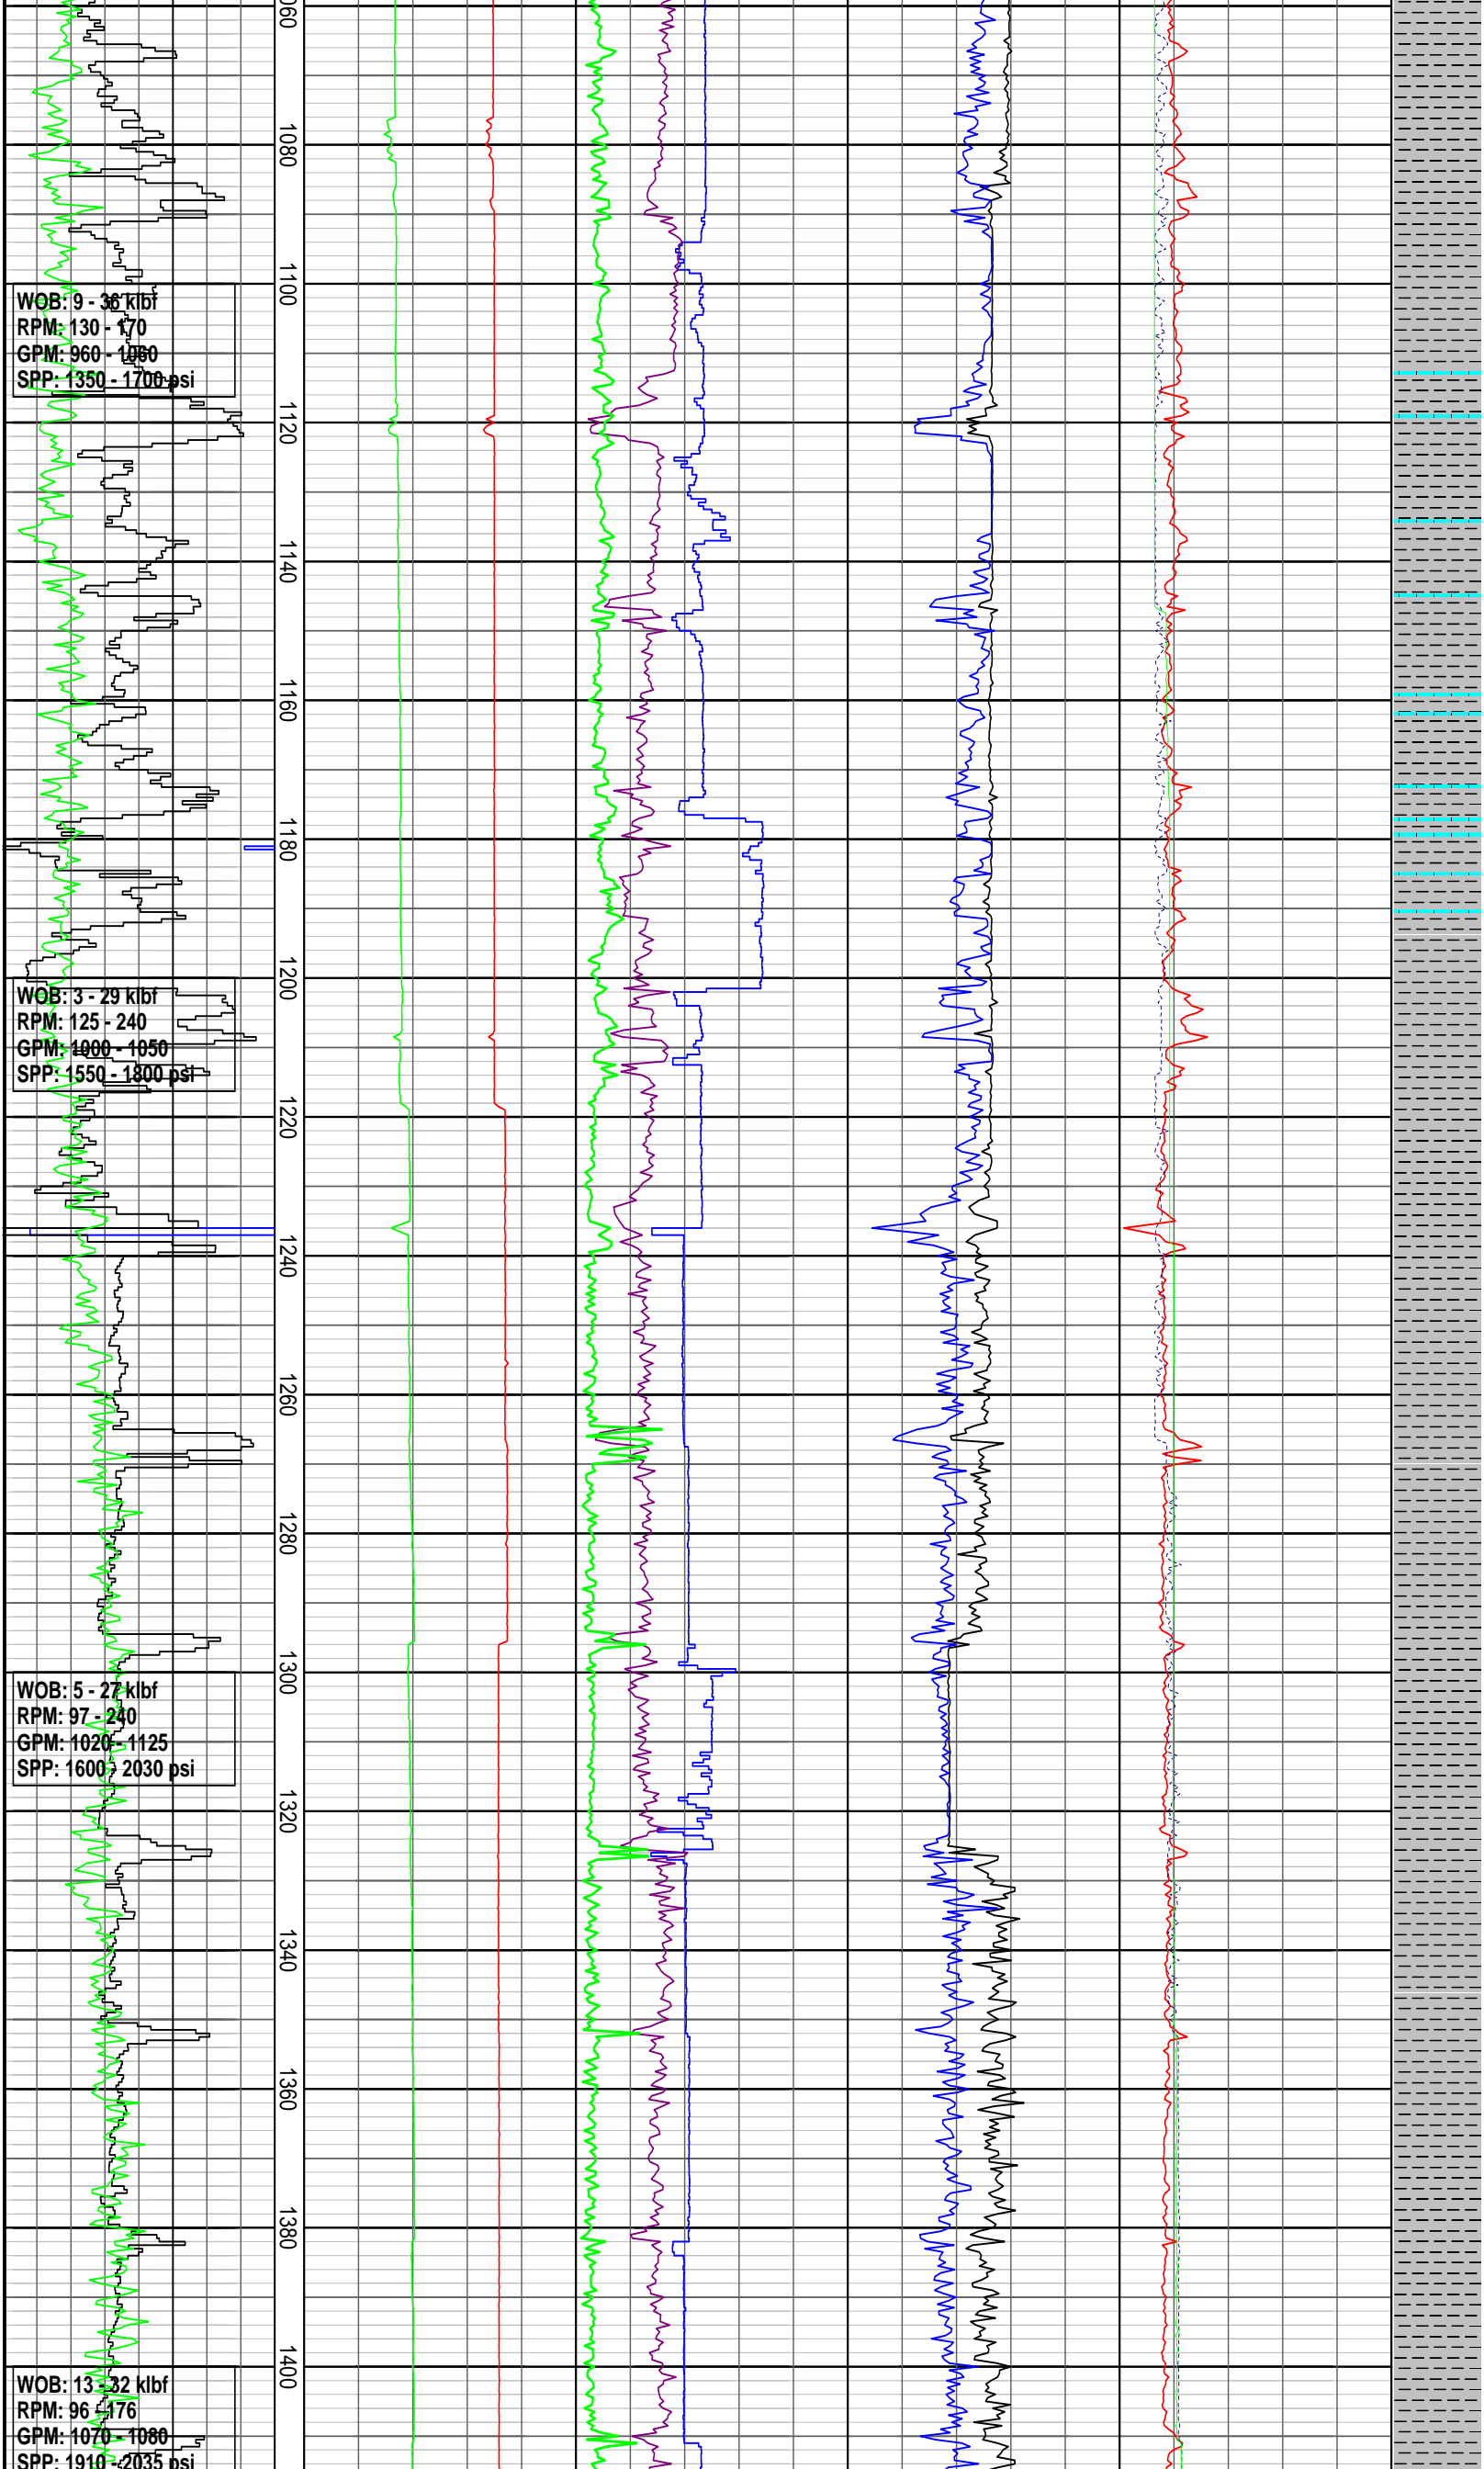 060
1080
1100
WOB: 9 - 36 klbf
RPM: 130 - 170
GPM: 960 - 1060
SPP: 1350 - 1700 psi
1120
1140
1160
1180
1200
WOB: 3 - 29 klbf
RPM: 125 - 240
GPM: 1000 - 1050
SPP: 1550 - 1800 psi
1220
1240
1260
1280
1300
WOB: 5 - 27 klbf
RPM: 97 - 240
GPM: 1020 - 1125
SPP: 1600 - 2030 psi
1320
1340
1360
1380
1400
WOB: 13 - 32 klbf
RPM: 96 - 176
GPM: 1070 - 1080
SPP: 1910 - 2035 psi